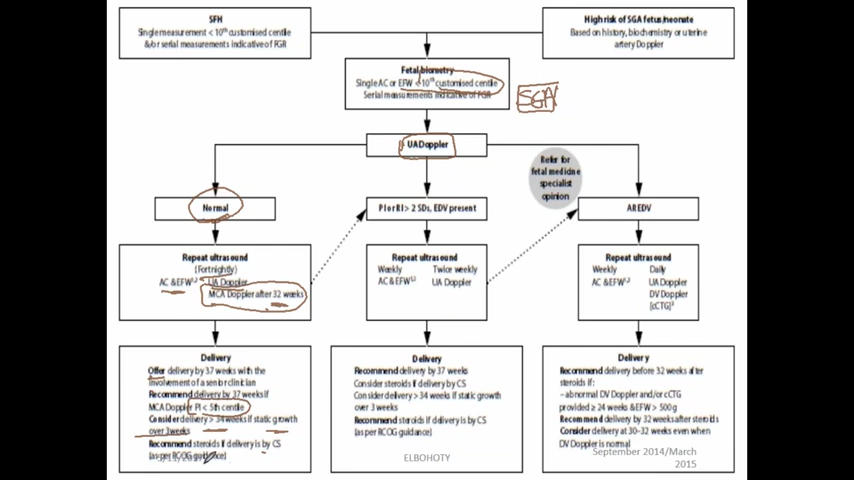 SFH
Single measurement < 10th customised centile
&/or serial measurements indicative of FGR
High risk of SGA fetus/neonate
Based on history, biochemistry or uterine
artery Doppler
Fetal biometry
Single AC or EFW < 10th customised centile
Serial measurements indicative of FGR
SGA
UA Doppler
Refer for
fetal medicine
specialist
opinion
Normal
PI or RI > 2 SDs, EDV present
AREDV
Repeat ultrasound
(Fortnightly)
AC & EFW1,2 UA Doppler
MCA Doppler after 32 weeks
Repeat ultrasound
Weekly Twice weekly
AC & EFW1,2 UA Doppler
Repeat ultrasound
Weekly Daily
AC & EFW1,2 UA Doppler
DV Doppler
[cCTG]3
Delivery
Offer delivery by 37 weeks with the
involvement of a senior clinician
Recommend delivery by 37 weeks if
MCA Doppler PI < 5th centile
Consider delivery > 34 weeks if static growth
over 3 weeks
Recommend steroids if delivery is by CS
(as per RCOG guidance)
Delivery
Recommend delivery by 37 weeks
Consider steroids if delivery by CS
Consider delivery > 34 weeks if static growth
over 3 weeks
Recommend steroids if delivery is by CS
(as per RCOG guidance)
Delivery
Recommend delivery before 32 weeks after
steroids if:
– abnormal DV Doppler and/or cCTG
provided ≥ 24 weeks & EFW > 500 g
Recommend delivery by 32 weeks after steroids
Consider delivery at 30–32 weeks even when
DV Doppler is normal
ELBOHOTY
September 2014/March
2015